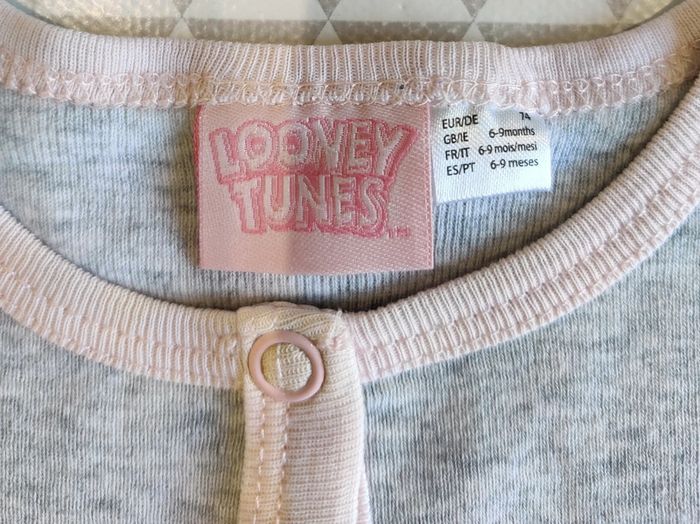 LOONEY
TUNES
TM
EUR/DE 74
GB/IE 6-9months
FR/IT 6-9 mois/mesi
ES/PT 6-9 meses